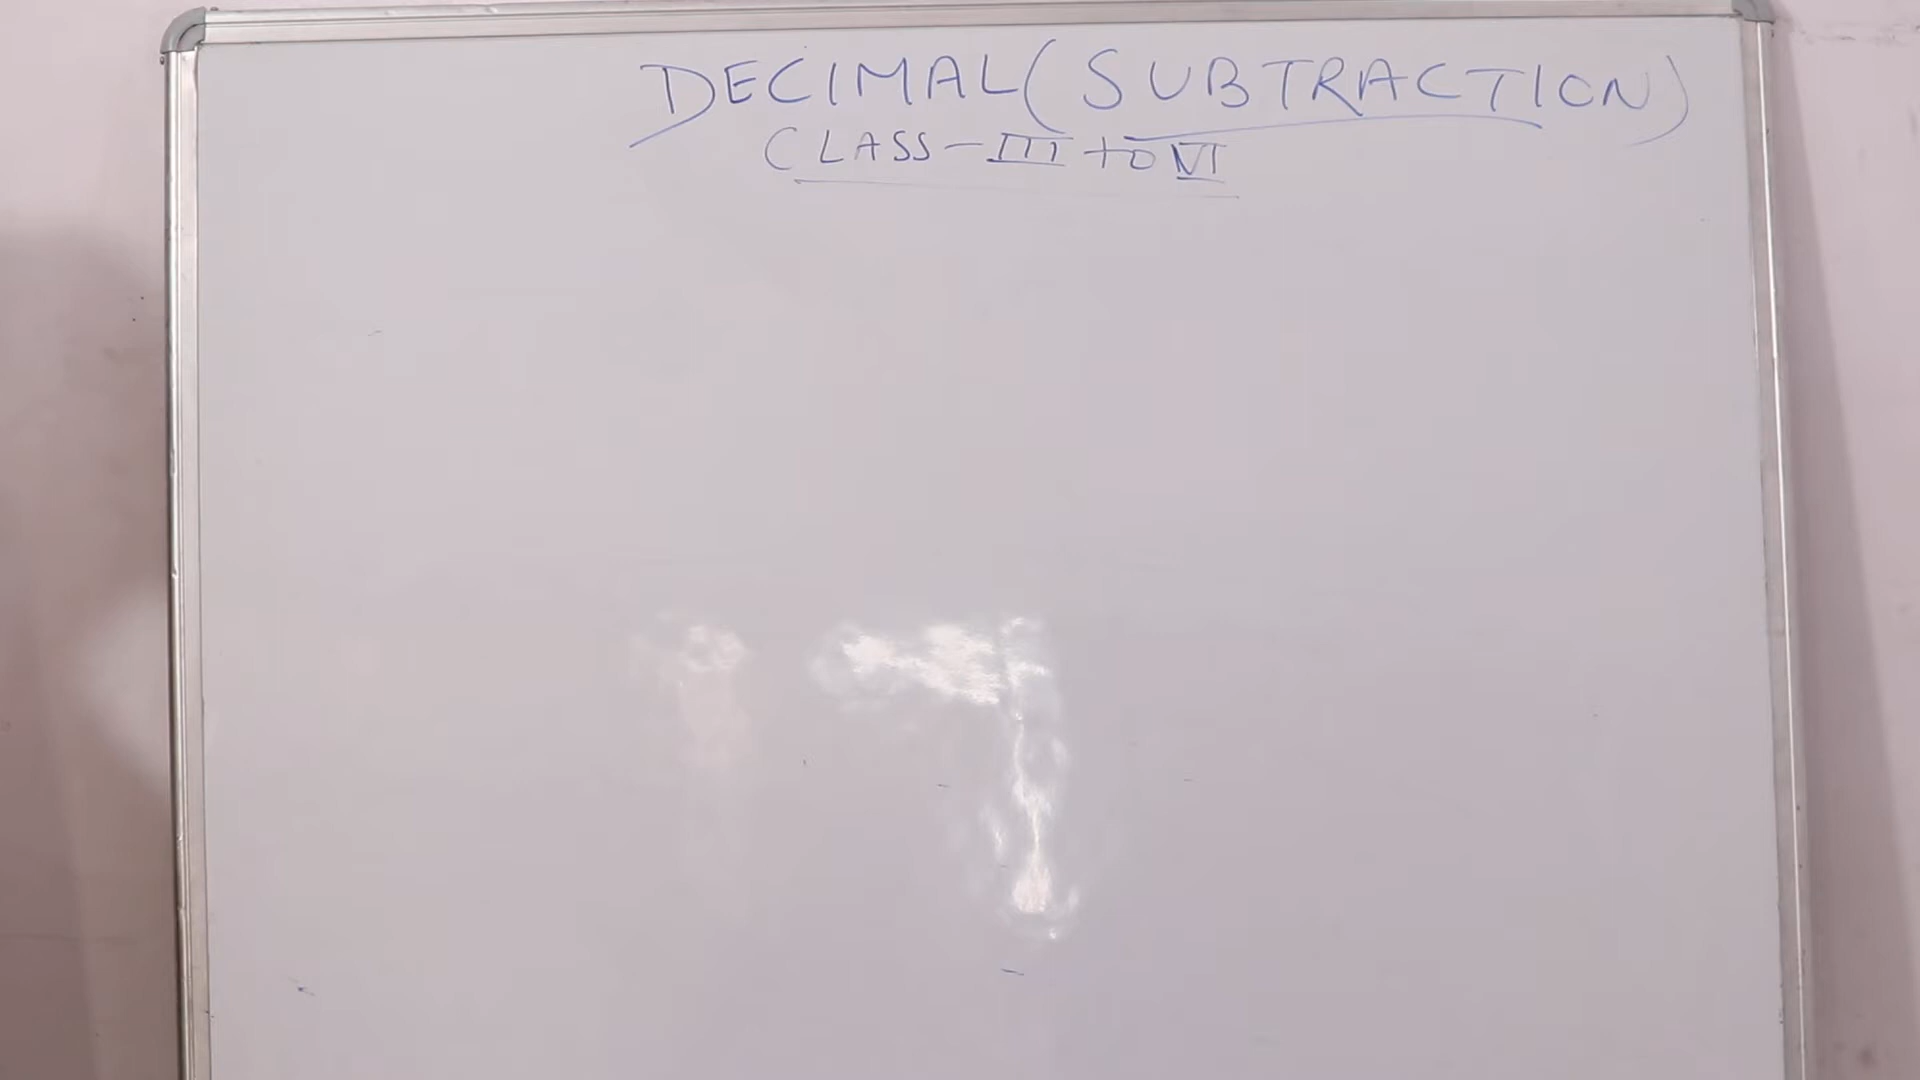 DECIMAL (SUBTRACTION)
CLASS - III to VI